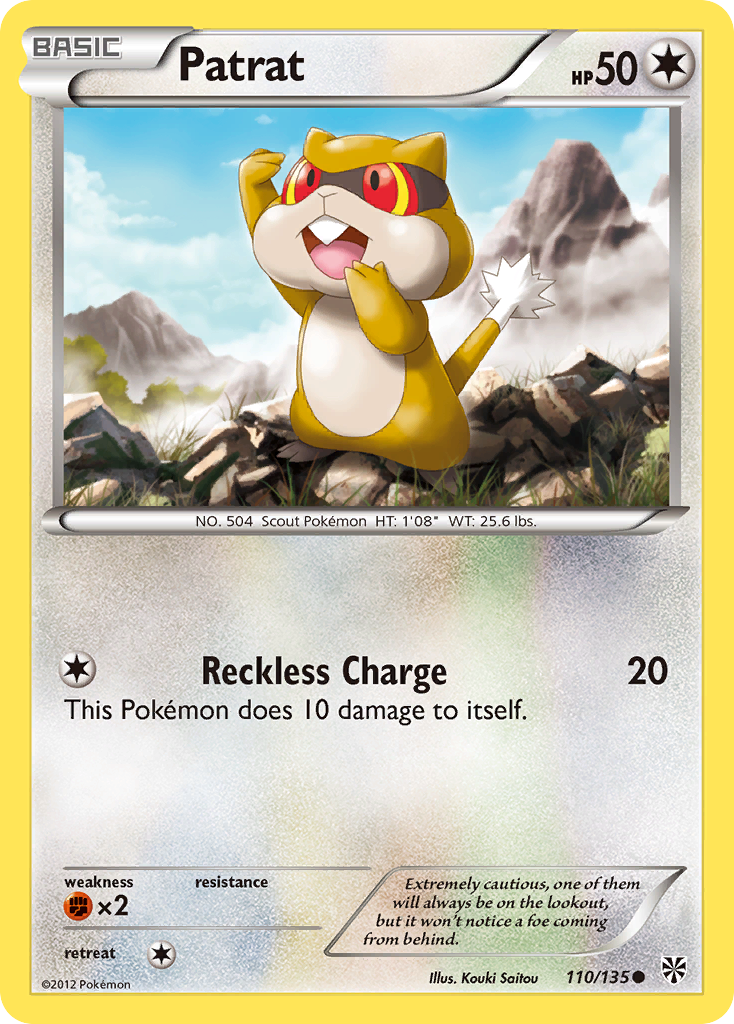 BASIC
Patrat
HP50
NO. 504 Scout Pokémon HT: 1'08" WT: 25.6 lbs.
Reckless Charge 20
This Pokémon does 10 damage to itself.
weakness resistance
×2
retreat
Extremely cautious, one of them
will always be on the lookout,
but it won't notice a foe coming
from behind.
©2012 Pokémon
Illus. Kouki Saitou
110/135